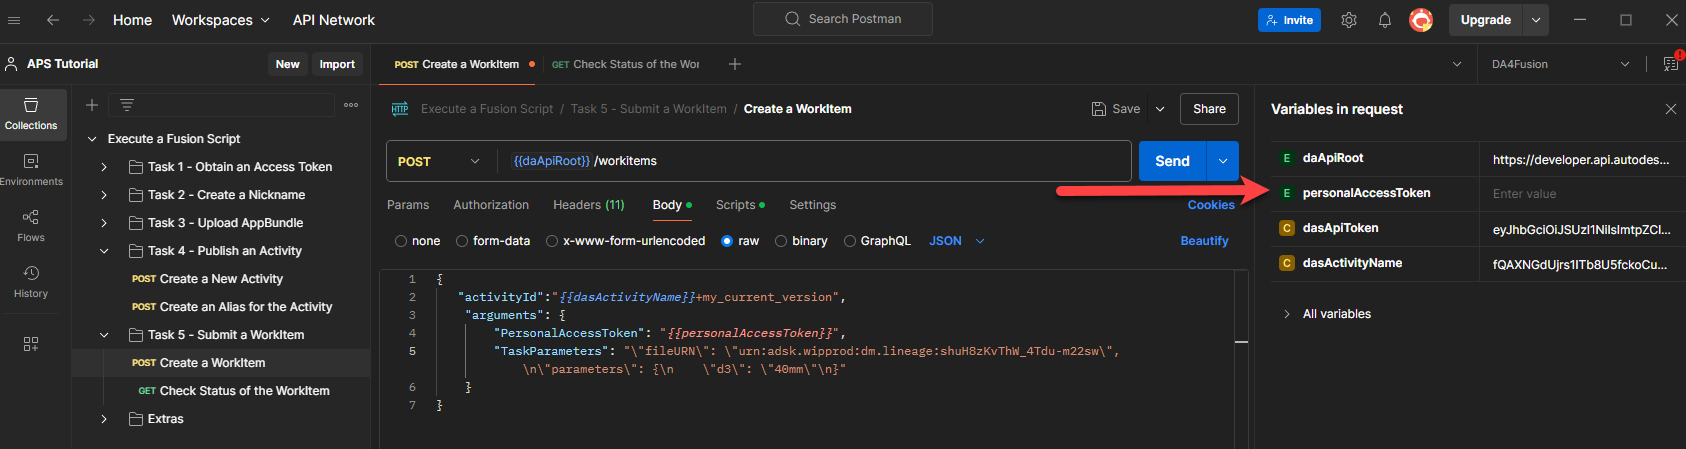 Home Workspaces API Network Search Postman Invite Upgrade
APS Tutorial New Import POST Create a WorkItem GET Check Status of the Wor DA4Fusion
Collections
Environments
Flows
History
Execute a Fusion Script
Task 1 - Obtain an Access Token
Task 2 - Create a Nickname
Task 3 - Upload AppBundle
Task 4 - Publish an Activity
POST Create a New Activity
POST Create an Alias for the Activity
Task 5 - Submit a WorkItem
POST Create a WorkItem
GET Check Status of the WorkItem
Extras
HTTP Execute a Fusion Script / Task 5 - Submit a WorkItem / Create a WorkItem Save Share
POST {{daApiRoot}} /workitems Send
Params Authorization Headers (11) Body Scripts Settings Cookies
none form-data x-www-form-urlencoded raw binary GraphQL JSON Beautify
1 {
2 "activityId":"{{dasActivityName}}+my_current_version",
3 "arguments": {
4 "PersonalAccessToken": "{{personalAccessToken}}",
5 "TaskParameters": "\"fileURN\": \"urn:adsk.wipprod:dm.lineage:shuH8zKvThW_4Tdu-m22sw\",
\n\"parameters\": {\n \"d3\": \"40mm\"\n}"
6 }
7 }
Variables in request
E daApiRoot https://developer.api.autodes...
E personalAccessToken Enter value
C dasApiToken eyJhbGciOiJSUzI1NiIsImtpZCI...
C dasActivityName fQAXNGdUjrs1ITb8U5fckoCu...
All variables